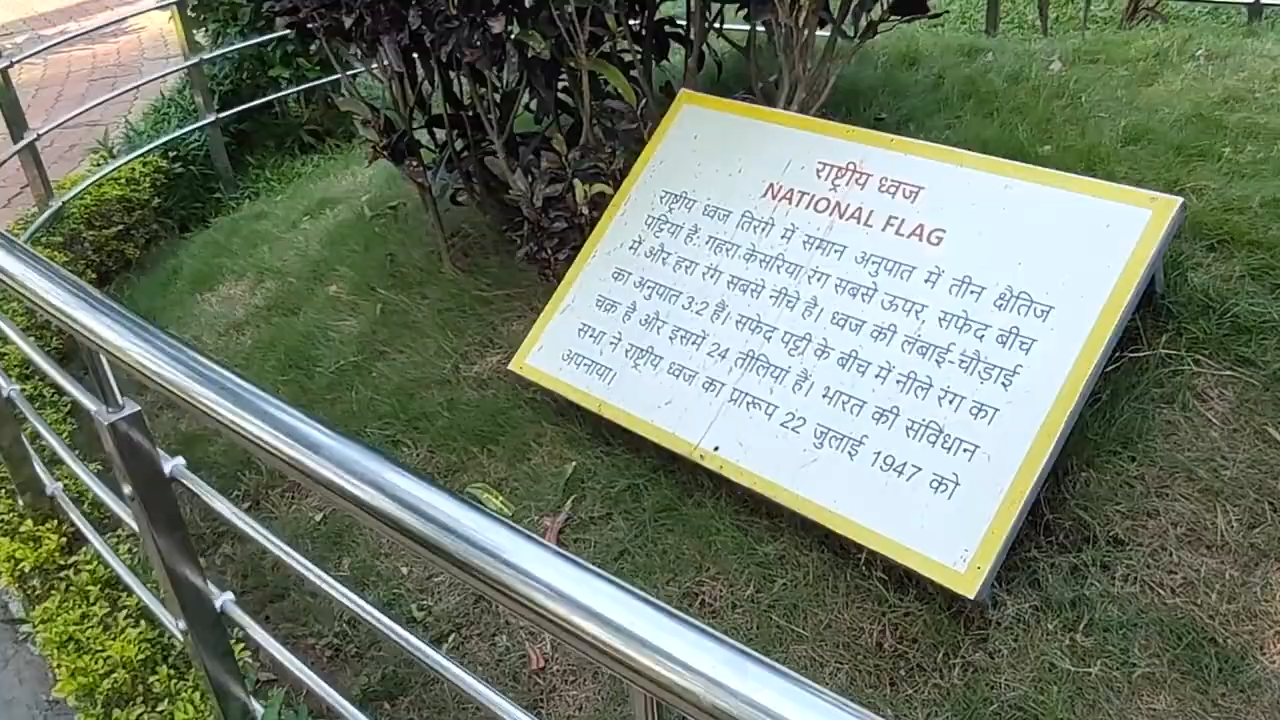 राष्ट्रीय ध्वज
NATIONAL FLAG
राष्ट्रीय ध्वज तिरंगे में समान अनुपात में तीन क्षैतिज
पट्टियां हैं: गहरा केसरिया रंग सबसे ऊपर, सफेद बीच
में और हरा रंग सबसे नीचे है। ध्वज की लंबाई-चौड़ाई
का अनुपात 3:2 है। सफेद पट्टी के बीच में नीले रंग का
चक्र है और इसमें 24 तीलियां हैं। भारत की संविधान
सभा ने राष्ट्रीय ध्वज का प्रारूप 22 जुलाई 1947 को
अपनाया।